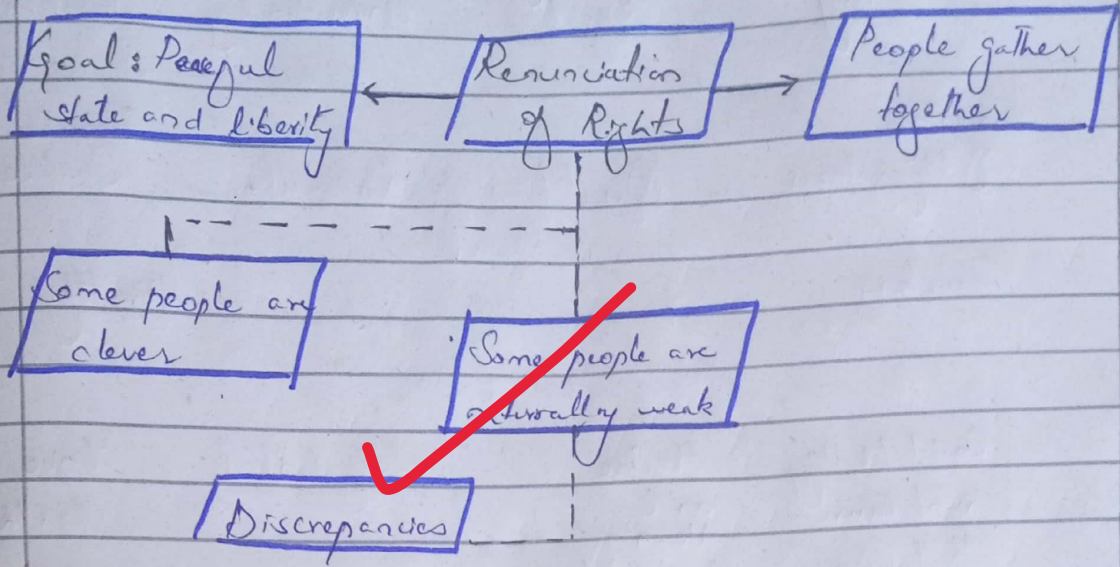 Goal: Peaceful
state and liberity
Renunciation
of Rights
People gather
together
Some people are
clever
Some people are
weak
Discrepancies